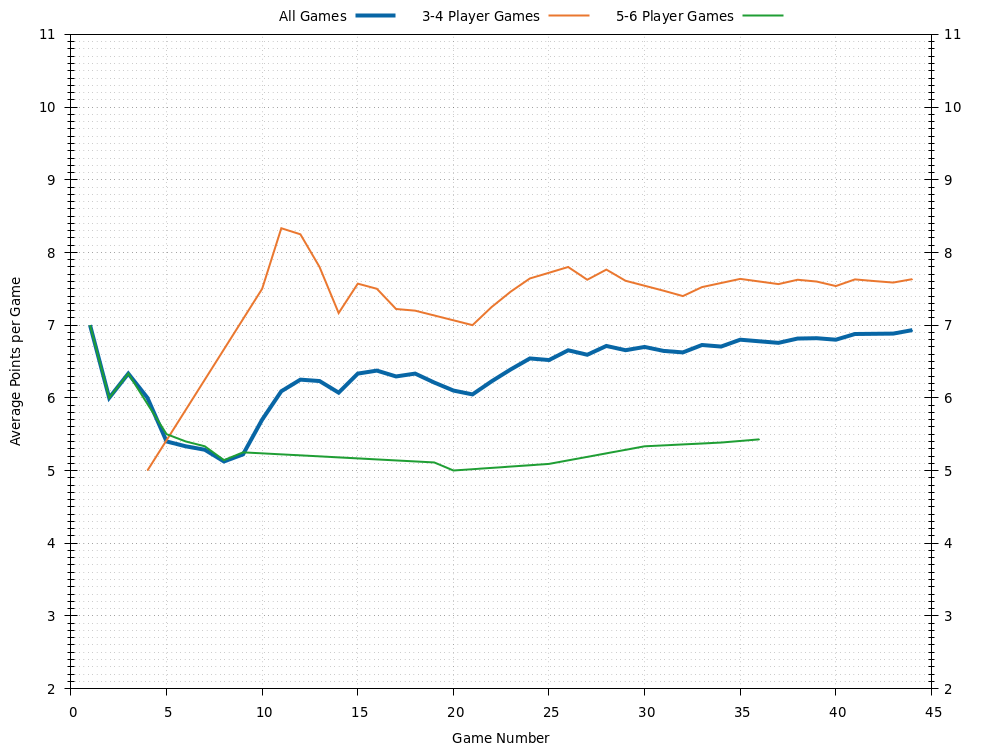 All Games 3-4 Player Games 5-6 Player Games
11 11
10 10
9 9
8 8
7 7
6 6
5 5
4 4
3 3
2 2
Average Points per Game
0 5 10 15 20 25 30 35 40 45
Game Number